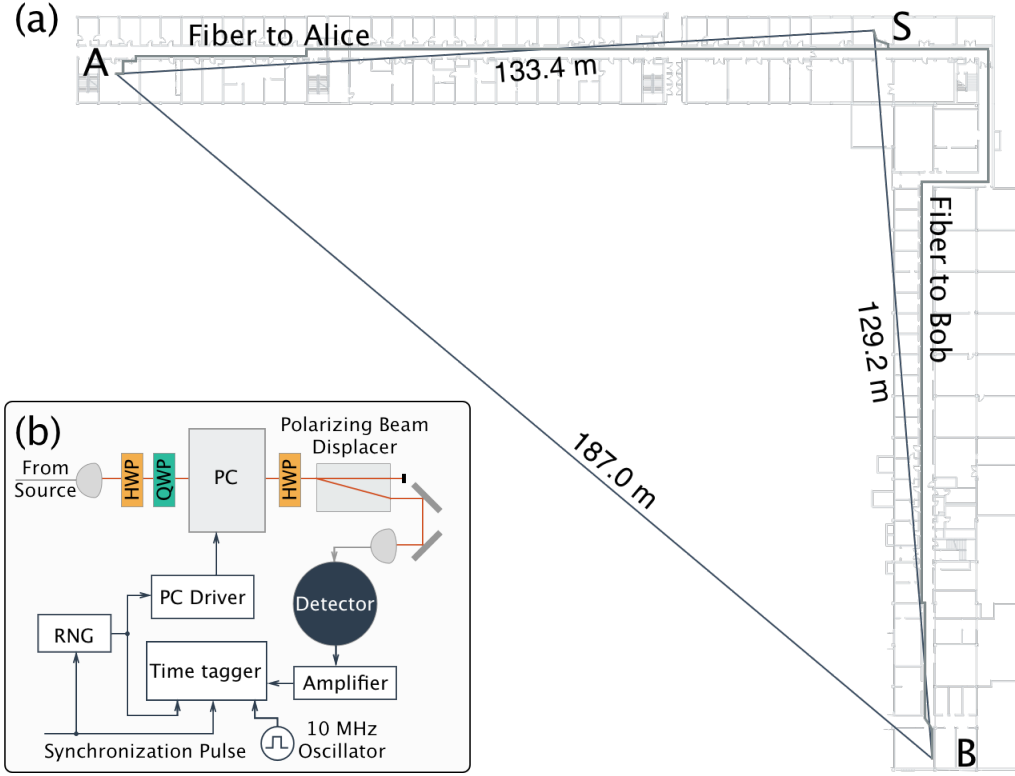 (a)
Fiber to Alice
S
A
133.4 m
Fiber to Bob
129.2 m
187.0 m
B
(b)
Polarizing Beam
Displacer
From
Source
HWP
QWP
PC
HWP
PC Driver
Detector
RNG
Time tagger
Amplifier
10 MHz
Oscillator
Synchronization Pulse